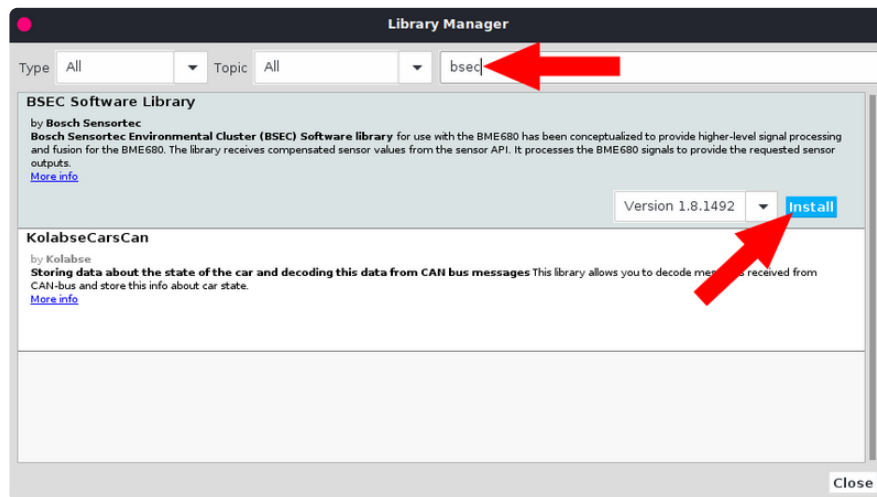 Library Manager
Type All Topic All bsec
BSEC Software Library
by Bosch Sensortec
Bosch Sensortec Environmental Cluster (BSEC) Software library for use with the BME680 has been conceptualized to provide higher-level signal processing
and fusion for the BME680. The library receives compensated sensor values from the sensor API. It processes the BME680 signals to provide the requested sensor
outputs.
More info
Version 1.8.1492 Install
KolabseCarsCan
by Kolabse
Storing data about the state of the car and decoding this data from CAN bus messages This library allows you to decode received from
CAN-bus and store this info about car state.
More info
Close